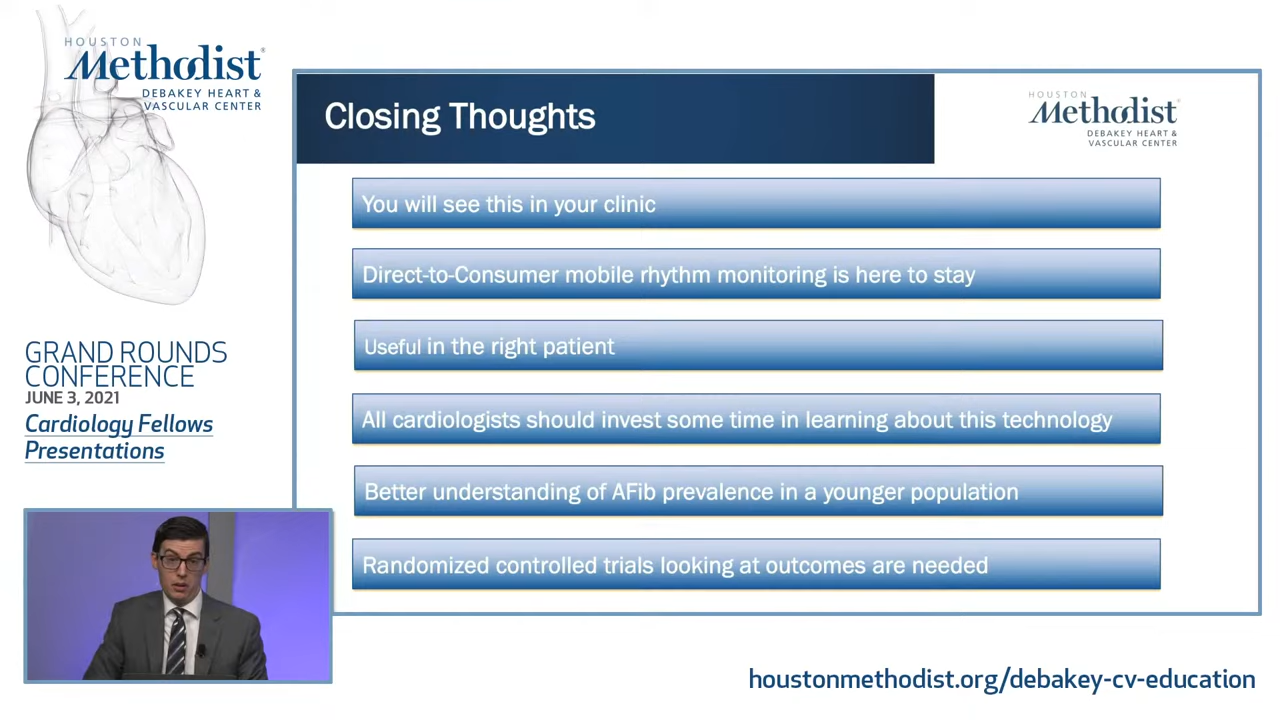 HOUSTON
Methodist
DEBAKEY HEART &
VASCULAR CENTER
GRAND ROUNDS
CONFERENCE
JUNE 3, 2021
Cardiology Fellows
Presentations
Closing Thoughts
HOUSTON
Methodist
DEBAKEY HEART &
VASCULAR CENTER
You will see this in your clinic
Direct-to-Consumer mobile rhythm monitoring is here to stay
Useful in the right patient
All cardiologists should invest some time in learning about this technology
Better understanding of AFib prevalence in a younger population
Randomized controlled trials looking at outcomes are needed
houstonmethodist.org/debakey-cv-education